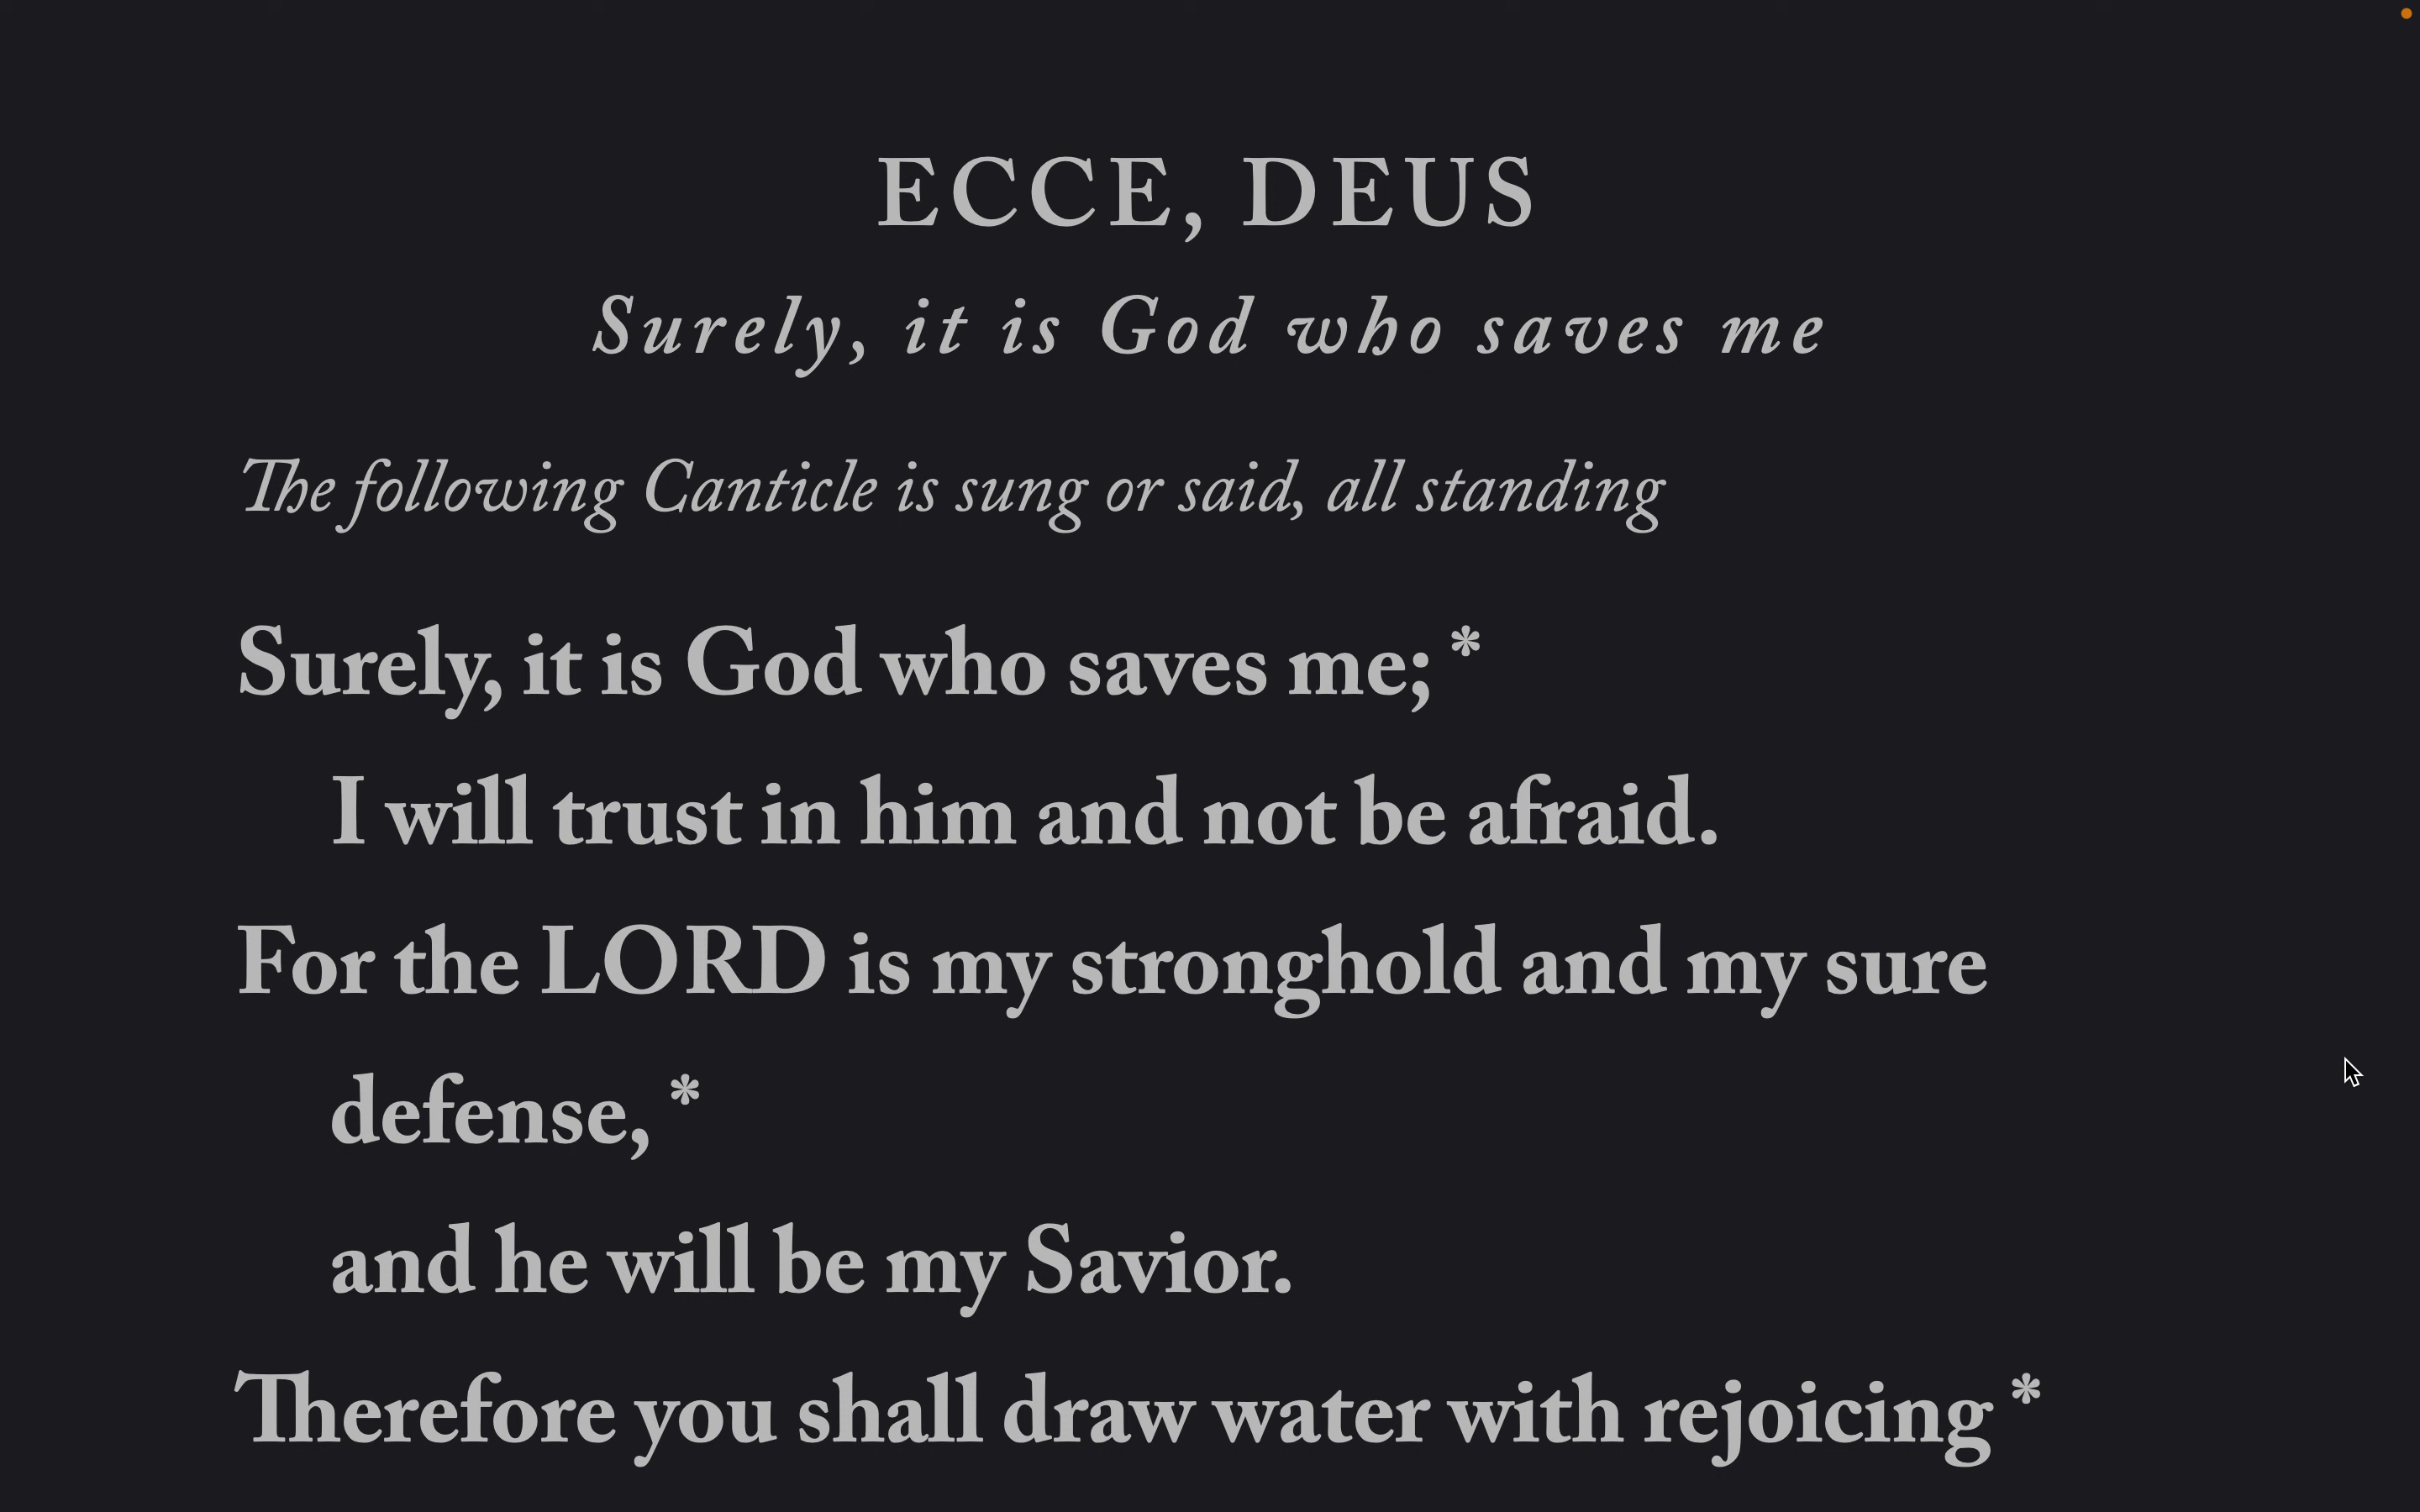 ECCE, DEUS
Surely, it is God who saves me
The following Canticle is sung or said, all standing
Surely, it is God who saves me;*
I will trust in him and not be afraid.
For the LORD is my stronghold and my sure
defense,*
and he will be my Savior.
Therefore you shall draw water with rejoicing*